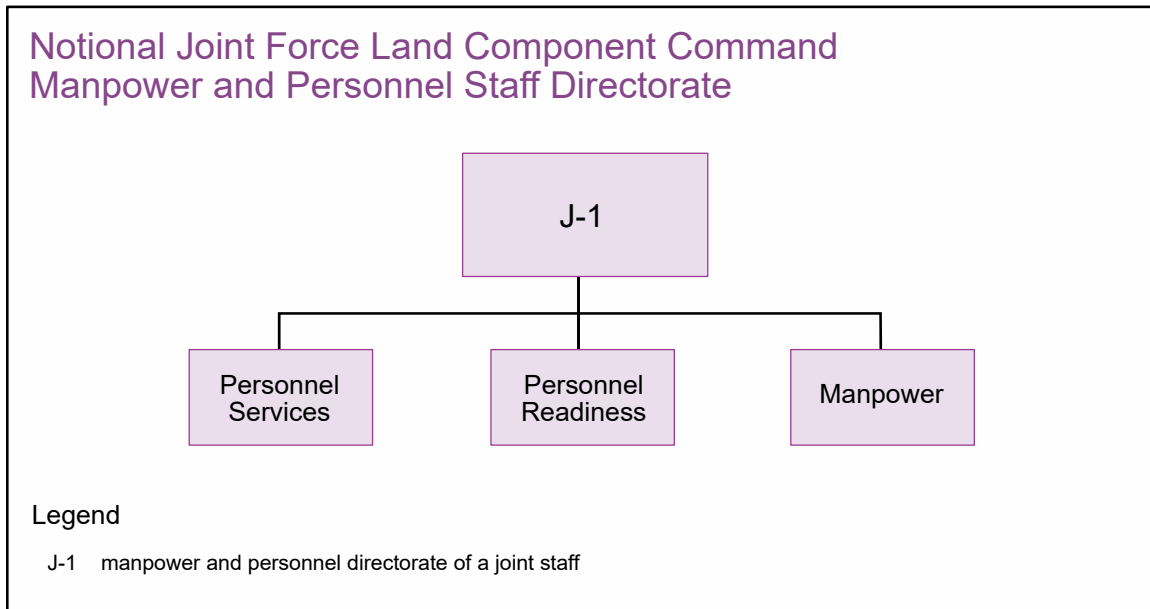 Notional Joint Force Land Component Command
Manpower and Personnel Staff Directorate
J-1
Personnel
Services
Personnel
Readiness
Manpower
Legend
J-1 manpower and personnel directorate of a joint staff